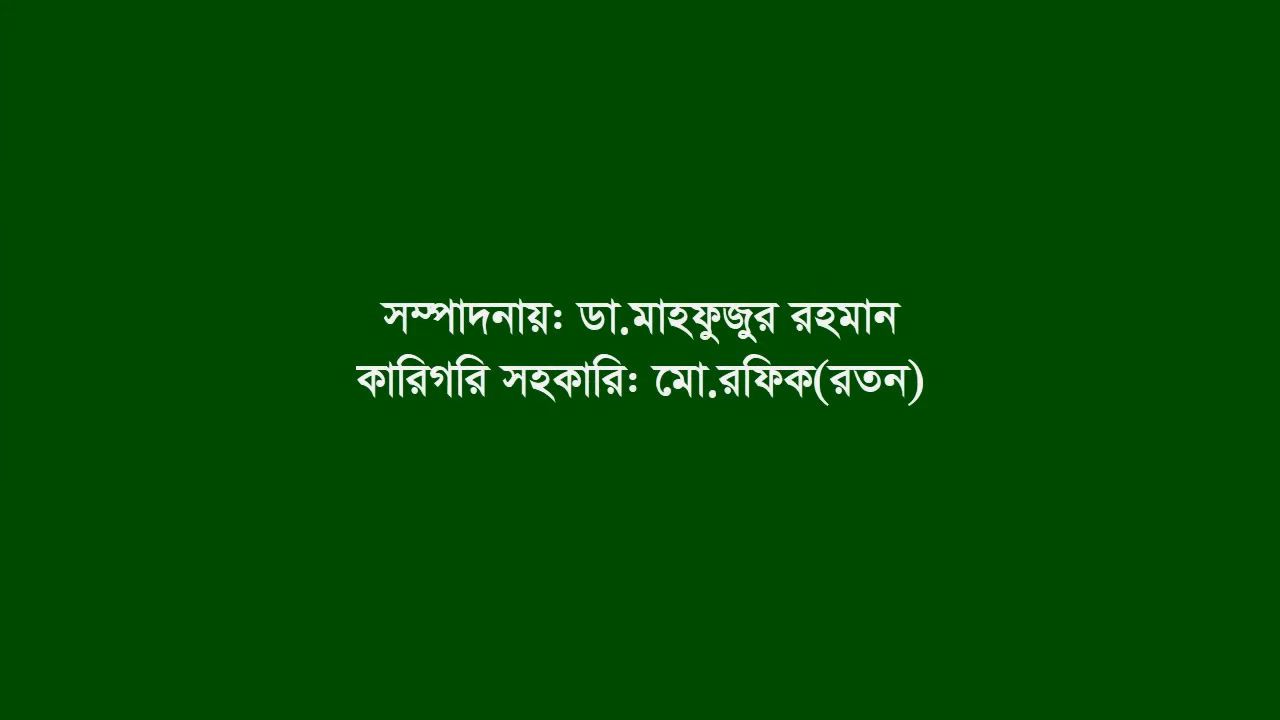 সম্পাদনায়: ডা.মাহফুজুর রহমান
কারিগরি সহকারি: মো.রফিক(রতন)